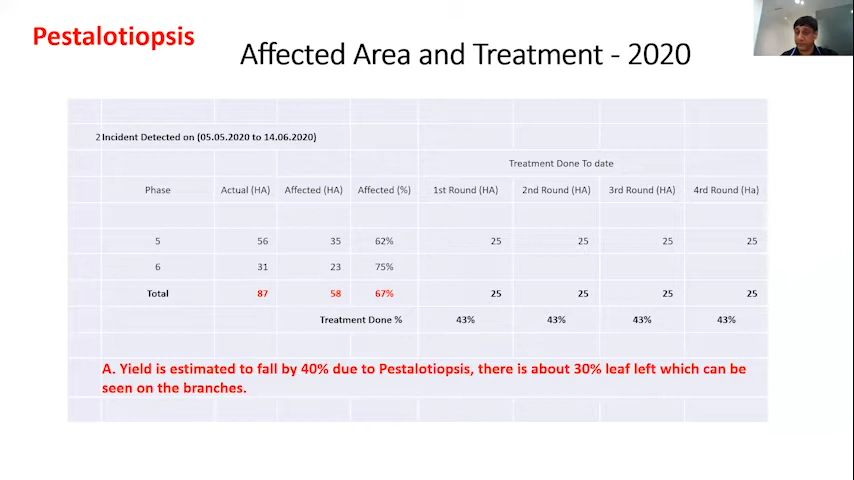 Pestalotiopsis
Affected Area and Treatment - 2020
2 Incident Detected on (05.05.2020 to 14.06.2020)
Treatment Done To date
Phase Actual (HA) Affected (HA) Affected (%) 1st Round (HA) 2nd Round (HA) 3rd Round (HA) 4rd Round (Ha)
5 56 35 62% 25 25 25 25
6 31 23 75%
Total 87 58 67% 25 25 25 25
Treatment Done % 43% 43% 43% 43%
A. Yield is estimated to fall by 40% due to Pestalotiopsis, there is about 30% leaf left which can be
seen on the branches.